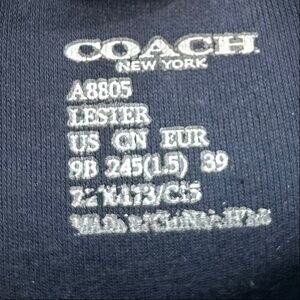 COACH
NEW YORK
A8805
LESTER
US CN EUR
9B 245(1.5) 39